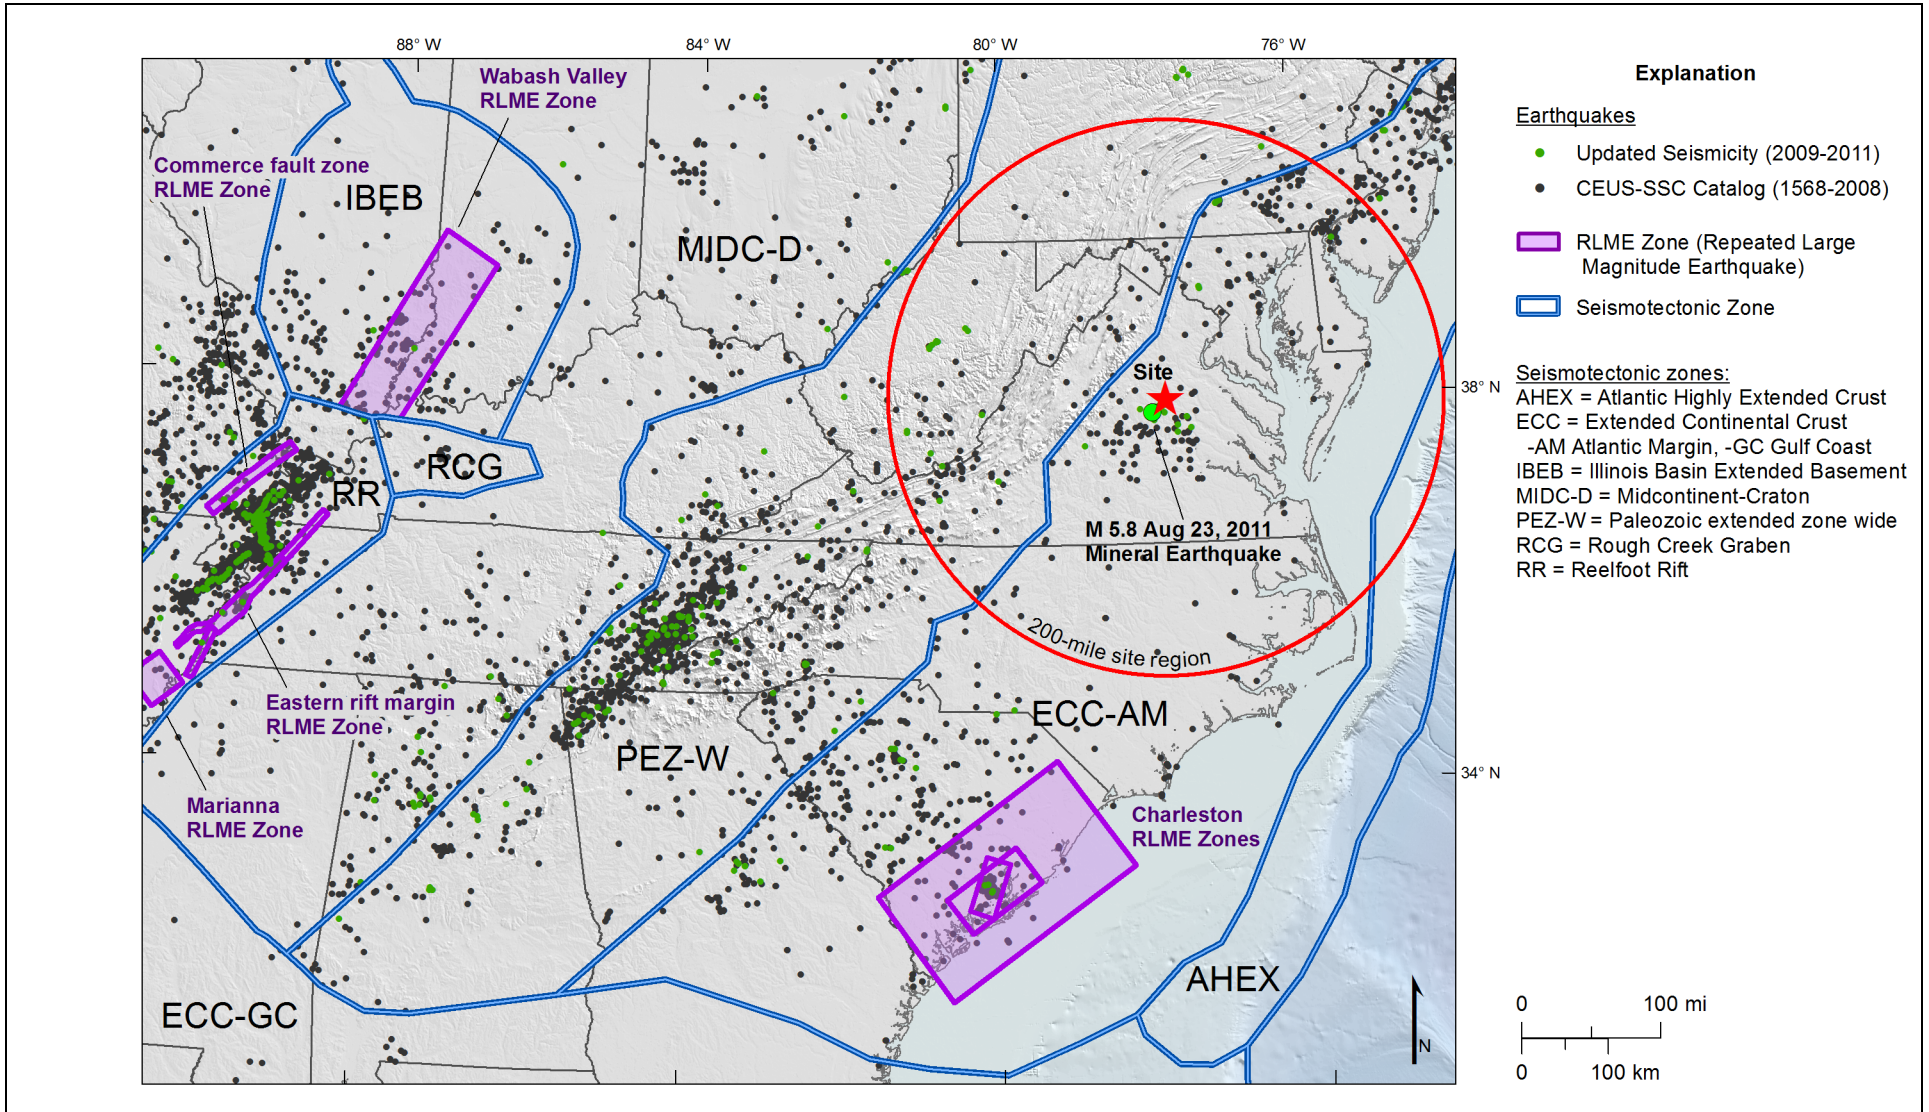 88° W
84° W
80° W
76° W
Wabash Valley
RLME Zone
Commerce fault zone
RLME Zone
IBEB
MIDC-D
Site
38° N
RCG
RR
M 5.8 Aug 23, 2011
Mineral Earthquake
200-mile site region
Eastern rift margin
RLME Zone
ECC-AM
PEZ-W
34° N
Marianna
RLME Zone
Charleston
RLME Zones
AHEX
ECC-GC
N
Explanation
Earthquakes
Updated Seismicity (2009-2011)
CEUS-SSC Catalog (1568-2008)
RLME Zone (Repeated Large
Magnitude Earthquake)
Seismotectonic Zone
Seismotectonic zones:
AHEX = Atlantic Highly Extended Crust
ECC = Extended Continental Crust
-AM Atlantic Margin, -GC Gulf Coast
IBEB = Illinois Basin Extended Basement
MIDC-D = Midcontinent-Craton
PEZ-W = Paleozoic extended zone wide
RCG = Rough Creek Graben
RR = Reelfoot Rift
0 100 mi
0 100 km